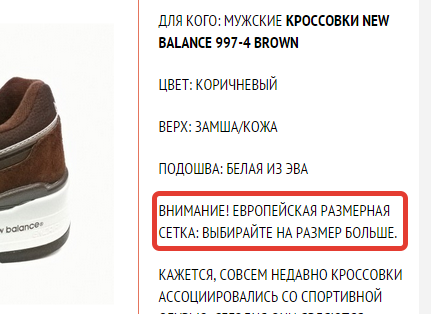 ДЛЯ КОГО: МУЖСКИЕ КРОССОВКИ NEW
BALANCE 997-4 BROWN
ЦВЕТ: КОРИЧНЕВЫЙ
ВЕРХ: ЗАМША/КОЖА
ПОДОШВА: БЕЛАЯ ИЗ ЭВА
ВНИМАНИЕ! ЕВРОПЕЙСКАЯ РАЗМЕРНАЯ
СЕТКА: ВЫБИРАЙТЕ НА РАЗМЕР БОЛЬШЕ.
КАЖЕТСЯ, СОВСЕМ НЕДАВНО КРОССОВКИ
АССОЦИИРОВАЛИСЬ СО СПОРТИВНОЙ
balance